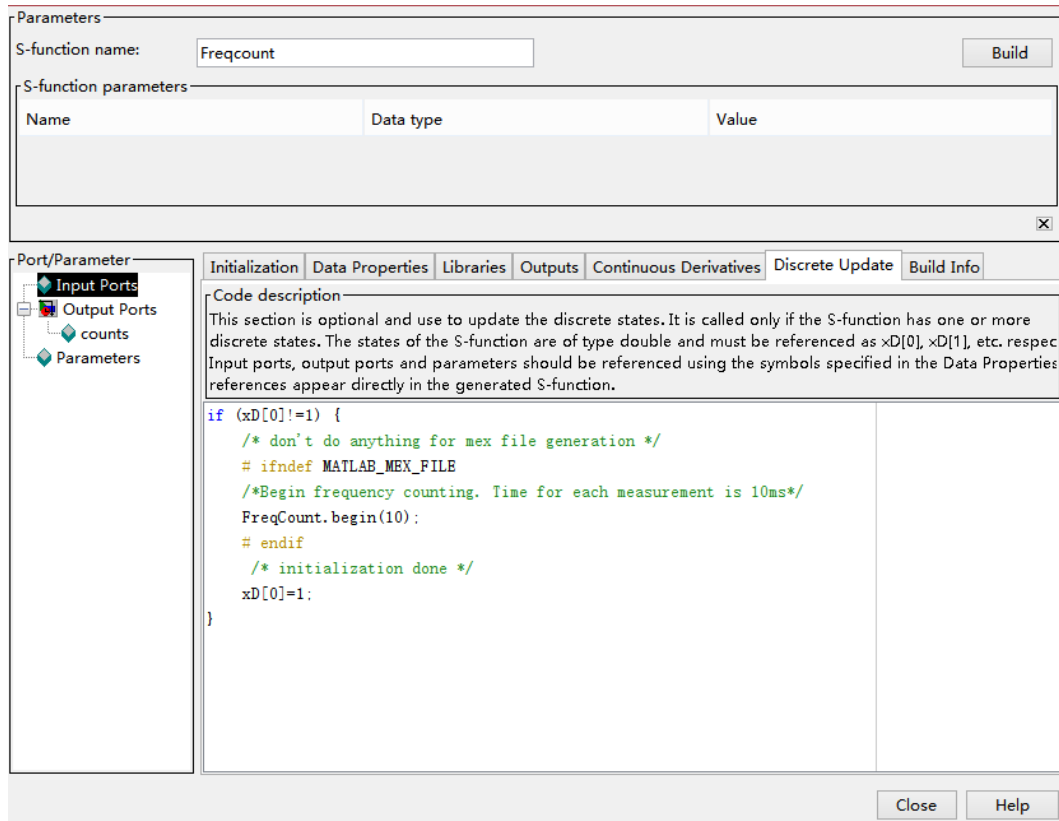 Parameters
S-function name:
Freqcount
Build
S-function parameters
Name Data type Value
Port/Parameter
Input Ports
Output Ports
counts
Parameters
Initialization Data Properties Libraries Outputs Continuous Derivatives Discrete Update Build Info
Code description
This section is optional and use to update the discrete states. It is called only if the S-function has one or more
discrete states. The states of the S-function are of type double and must be referenced as xD[0], xD[1], etc. respec
Input ports, output ports and parameters should be referenced using the symbols specified in the Data Properties
references appear directly in the generated S-function.
if (xD[0]!=1) {
/* don't do anything for mex file generation */
# ifndef MATLAB_MEX_FILE
/*Begin frequency counting. Time for each measurement is 10ms*/
FreqCount.begin(10);
# endif
/* initialization done */
xD[0]=1;
}
Close Help